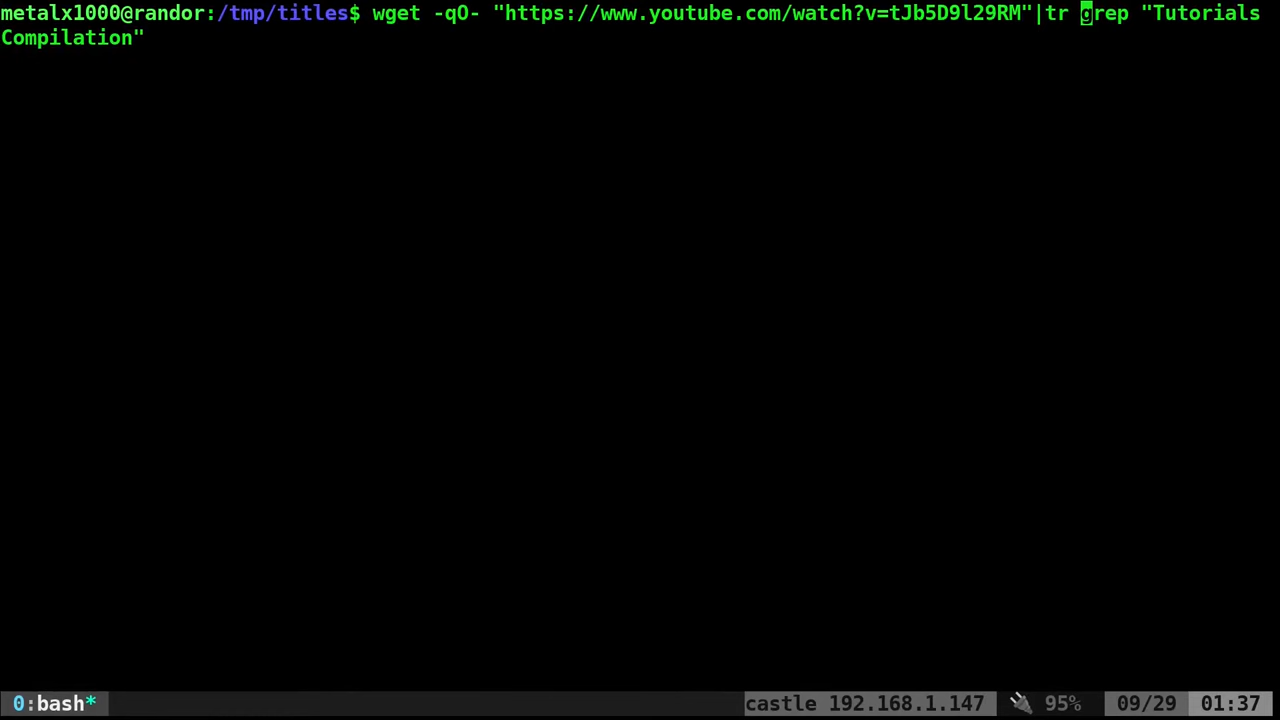 metalx1000@randor:/tmp/titles$ wget -qO- "https://www.youtube.com/watch?v=tJb5D9l29RM"|tr grep "Tutorials
Compilation"
0:bash* castle 192.168.1.147 95% 09/29 01:37